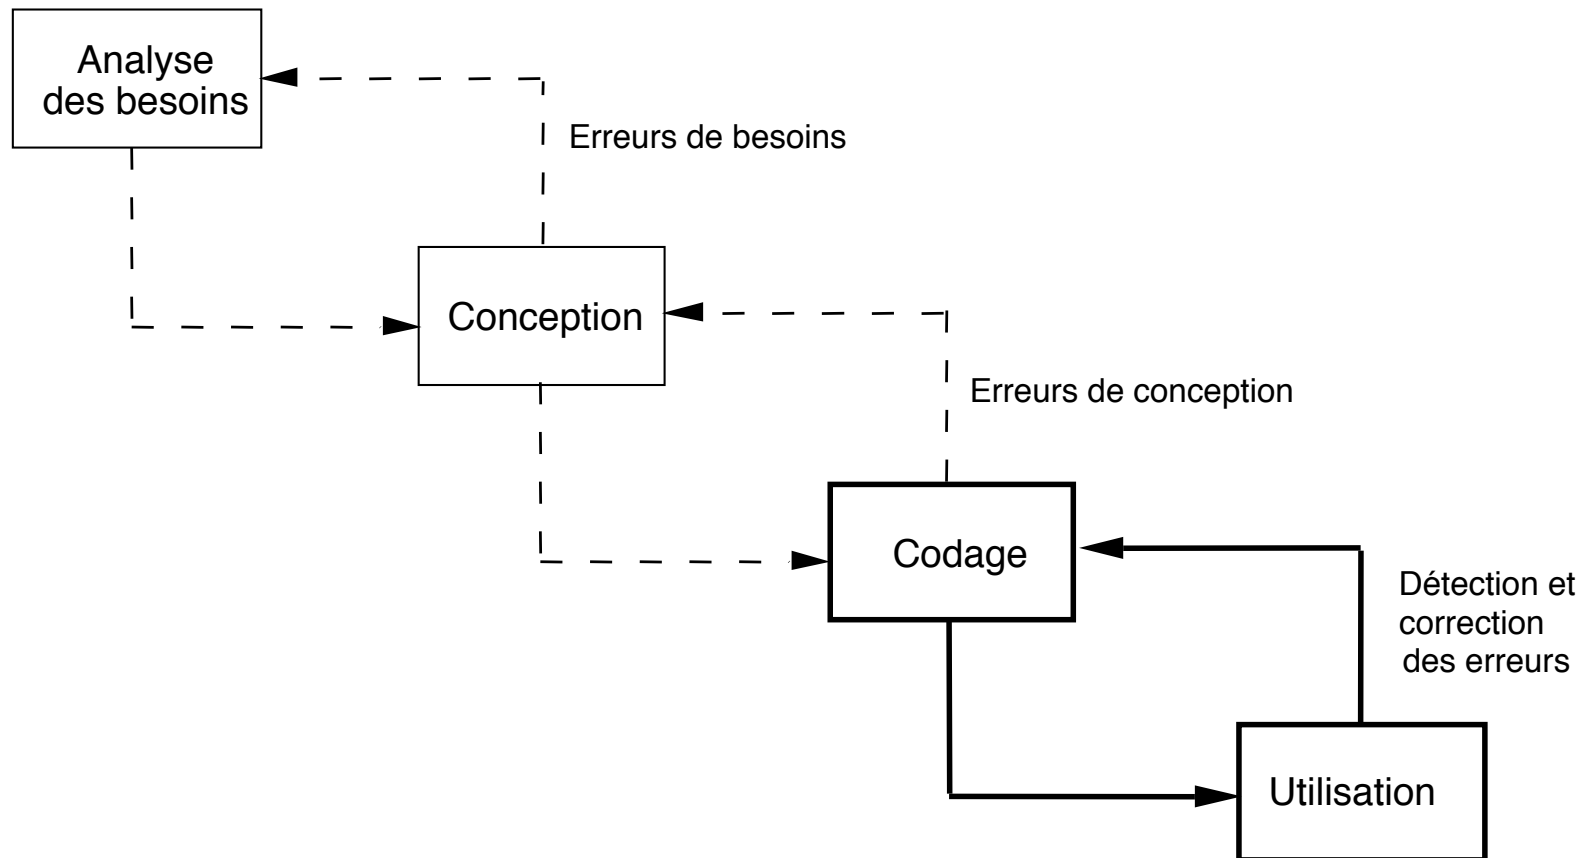 Analyse
des besoins
Erreurs de besoins
Conception
Erreurs de conception
Codage
Détection et
correction
des erreurs
Utilisation